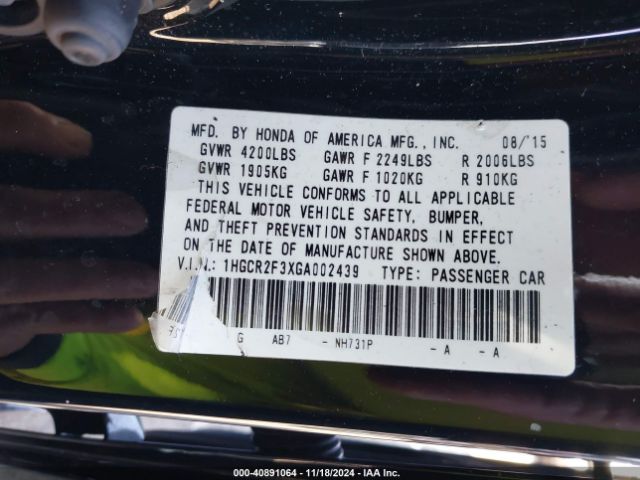 MFD. BY HONDA OF AMERICA MFG., INC. 08/'15
GVWR 4200LBS GAWR F 2249LBS R 2006LBS
GVWR 1905KG GAWR F 1020KG R 910KG
THIS VEHICLE CONFORMS TO ALL APPLICABLE
FEDERAL MOTOR VEHICLE SAFETY, BUMPER,
AND THEFT PREVENTION STANDARDS IN EFFECT
ON THE DATE OF MANUFACTURE SHOWN ABOVE.
V.I.N.: 1HGCR2F3XGA002439 TYPE: PASSENGER CAR
G AB7 - NH731P - A - A
000-40891064 - 11/18/2024 - IAA Inc.